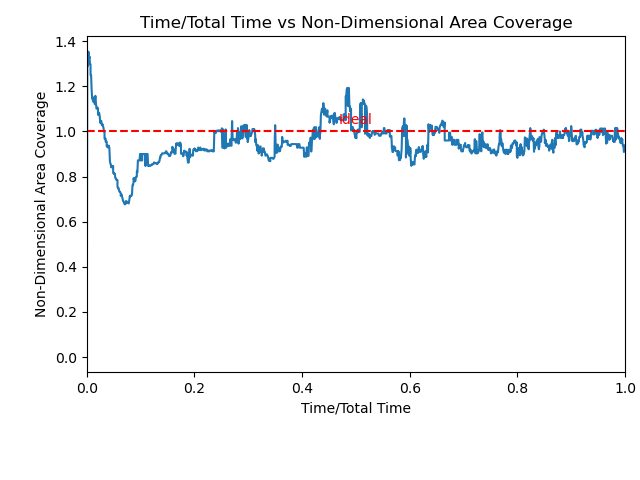 Time/Total Time vs Non-Dimensional Area Coverage
1.4
1.2
1.0
0.8
0.6
0.4
0.2
0.0
Non-Dimensional Area Coverage
Ideal
0.0 0.2 0.4 0.6 0.8 1.0
Time/Total Time